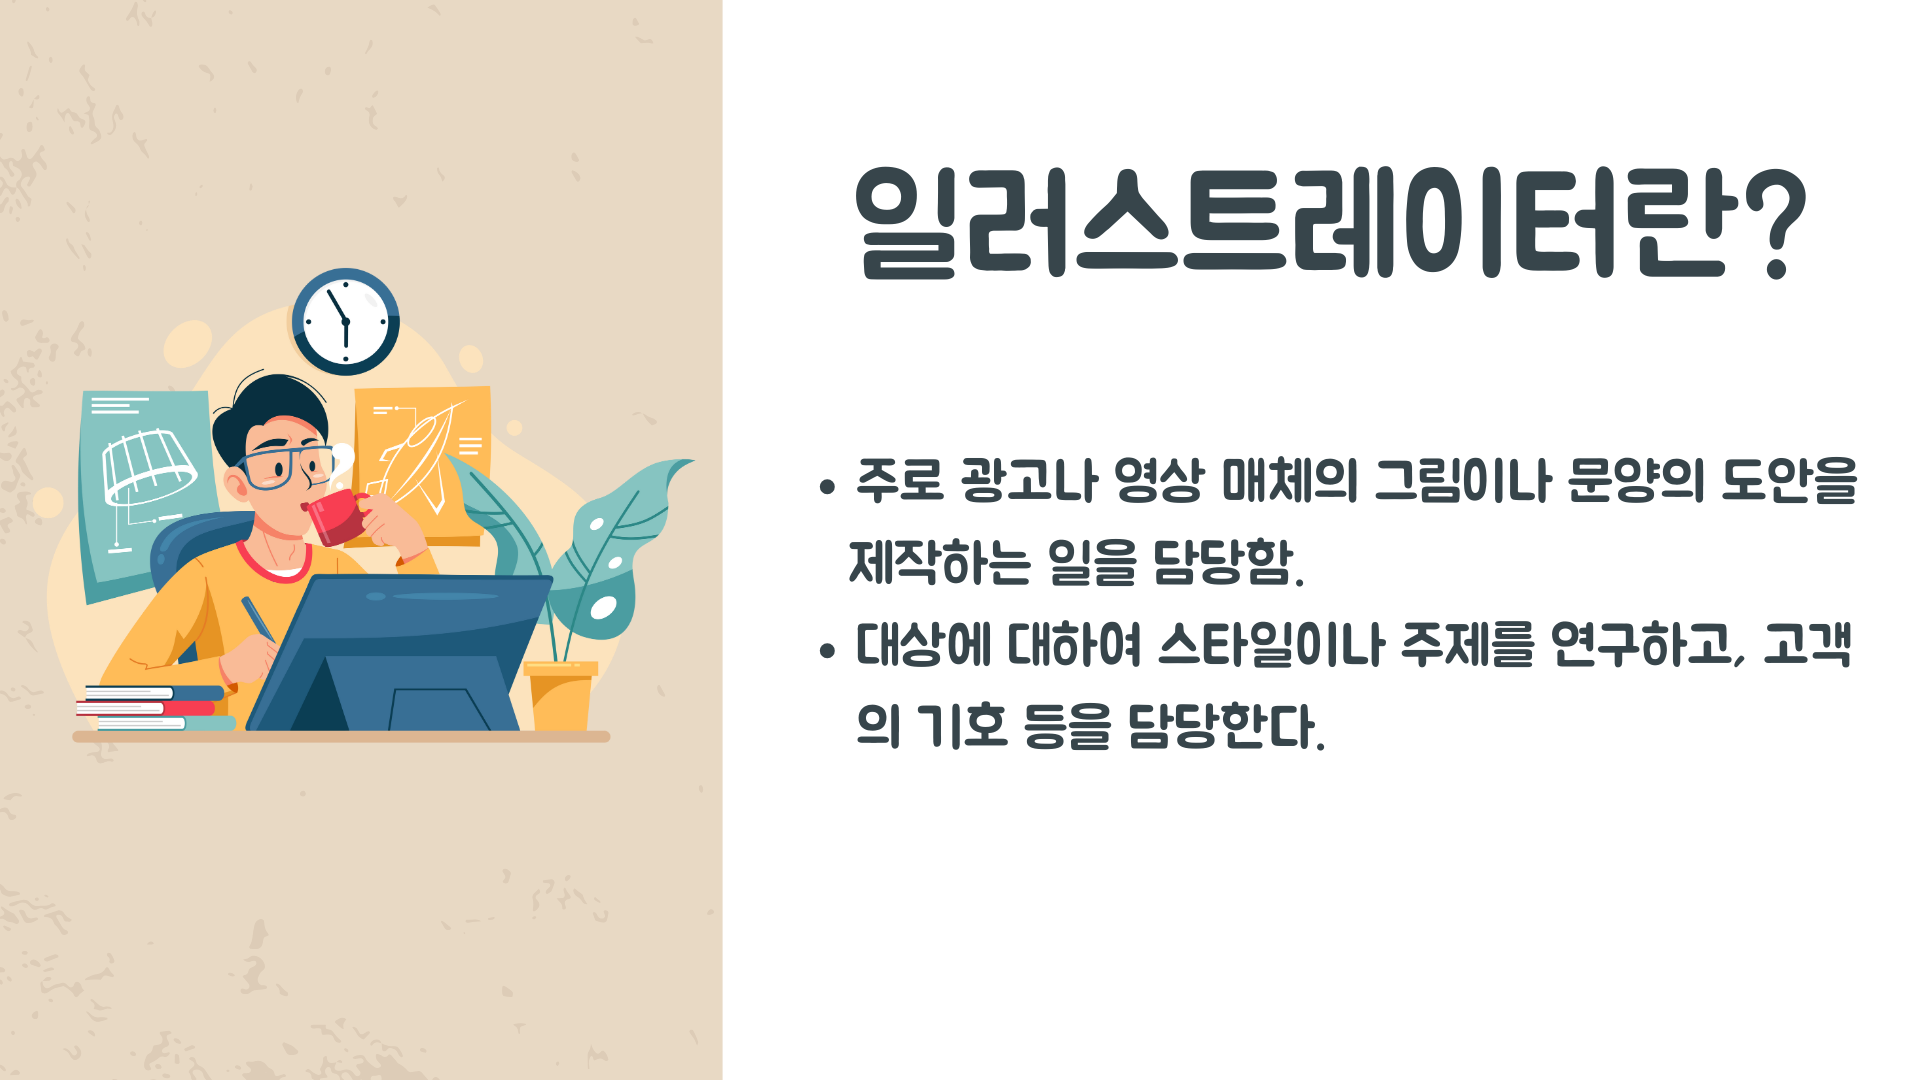 일러스트레이터란?
• 주로 광고나 영상 매체의 그림이나 문양의 도안을
제작하는 일을 담당함.
• 대상에 대하여 스타일이나 주제를 연구하고, 고객
의 기호 등을 담당한다.